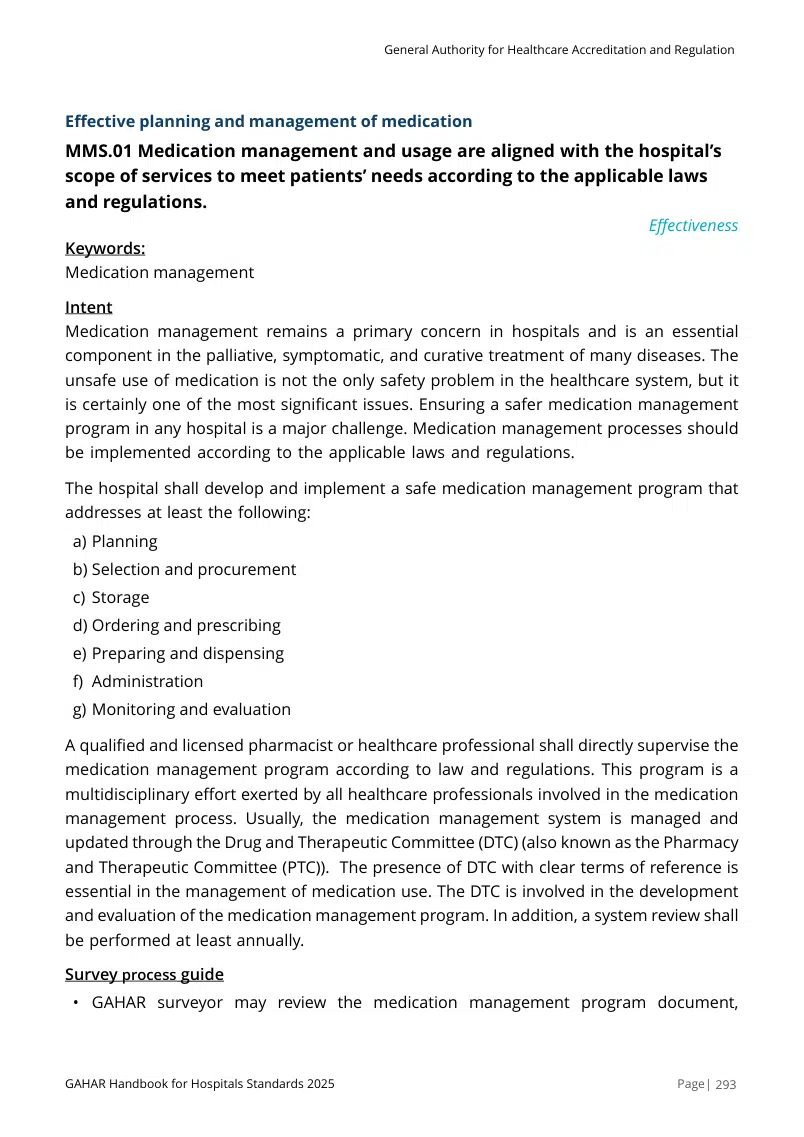 General Authority for Healthcare Accreditation and Regulation
Effective planning and management of medication
MMS.01 Medication management and usage are aligned with the hospital’s
scope of services to meet patients’ needs according to the applicable laws
and regulations.
Effectiveness
Keywords:
Medication management
Intent
Medication management remains a primary concern in hospitals and is an essential
component in the palliative, symptomatic, and curative treatment of many diseases. The
unsafe use of medication is not the only safety problem in the healthcare system, but it
is certainly one of the most significant issues. Ensuring a safer medication management
program in any hospital is a major challenge. Medication management processes should
be implemented according to the applicable laws and regulations.
The hospital shall develop and implement a safe medication management program that
addresses at least the following:
a) Planning
b) Selection and procurement
c) Storage
d) Ordering and prescribing
e) Preparing and dispensing
f) Administration
g) Monitoring and evaluation
A qualified and licensed pharmacist or healthcare professional shall directly supervise the
medication management program according to law and regulations. This program is a
multidisciplinary effort exerted by all healthcare professionals involved in the medication
management process. Usually, the medication management system is managed and
updated through the Drug and Therapeutic Committee (DTC) (also known as the Pharmacy
and Therapeutic Committee (PTC)). The presence of DTC with clear terms of reference is
essential in the management of medication use. The DTC is involved in the development
and evaluation of the medication management program. In addition, a system review shall
be performed at least annually.
Survey process guide
• GAHAR surveyor may review the medication management program document,
GAHAR Handbook for Hospitals Standards 2025
Page| 293